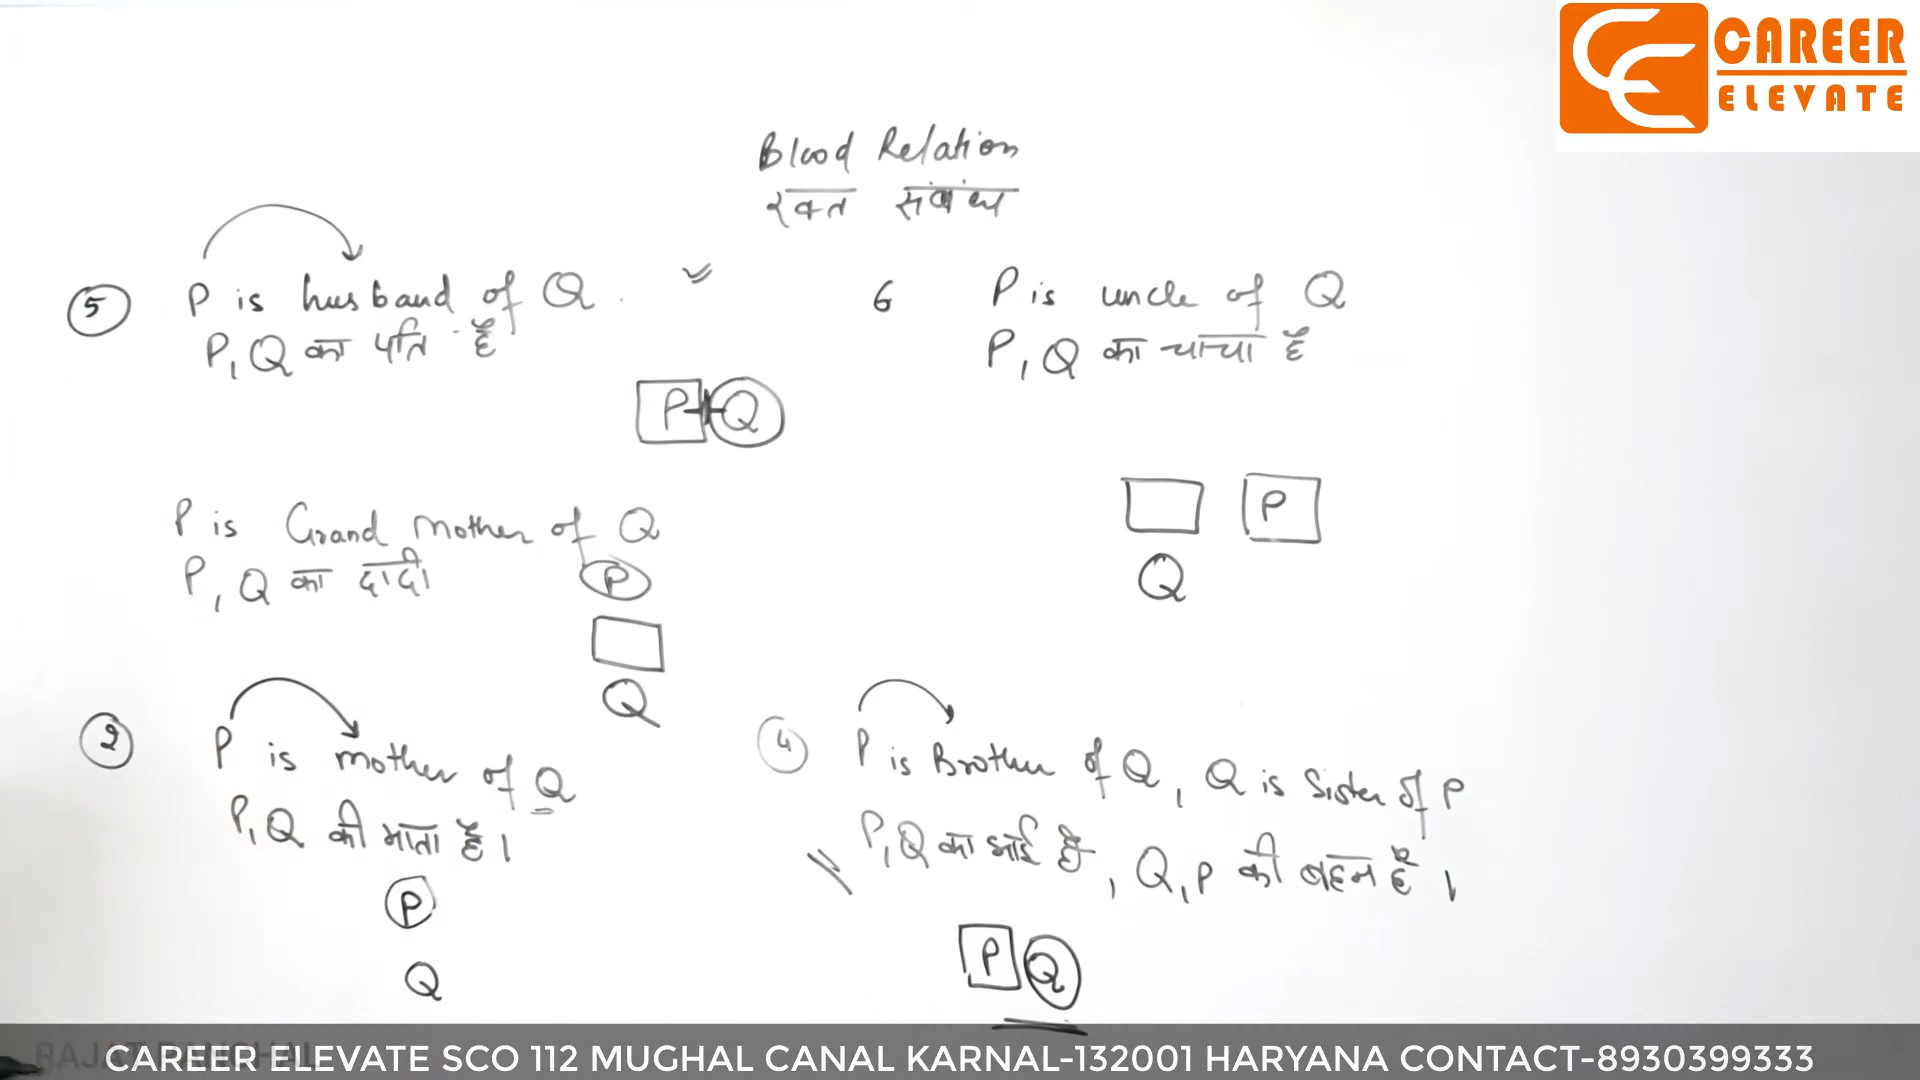 CAREER
ELEVATE
Blood Relation
रक्त संबंध
5 P is husband of Q.
P, Q का पति है
P Q
6 P is uncle of Q
P, Q का चाचा है
P
Q
P is Grand mother of Q
P, Q का दादी
P
Q
2 P is mother of Q
P, Q की माता है।
P
Q
4 P is Brother of Q, Q is Sister of P
P, Q का भाई है, Q, P की बहन है।
P Q
CAREER ELEVATE SCO 112 MUGHAL CANAL KARNAL-132001 HARYANA CONTACT-8930399333